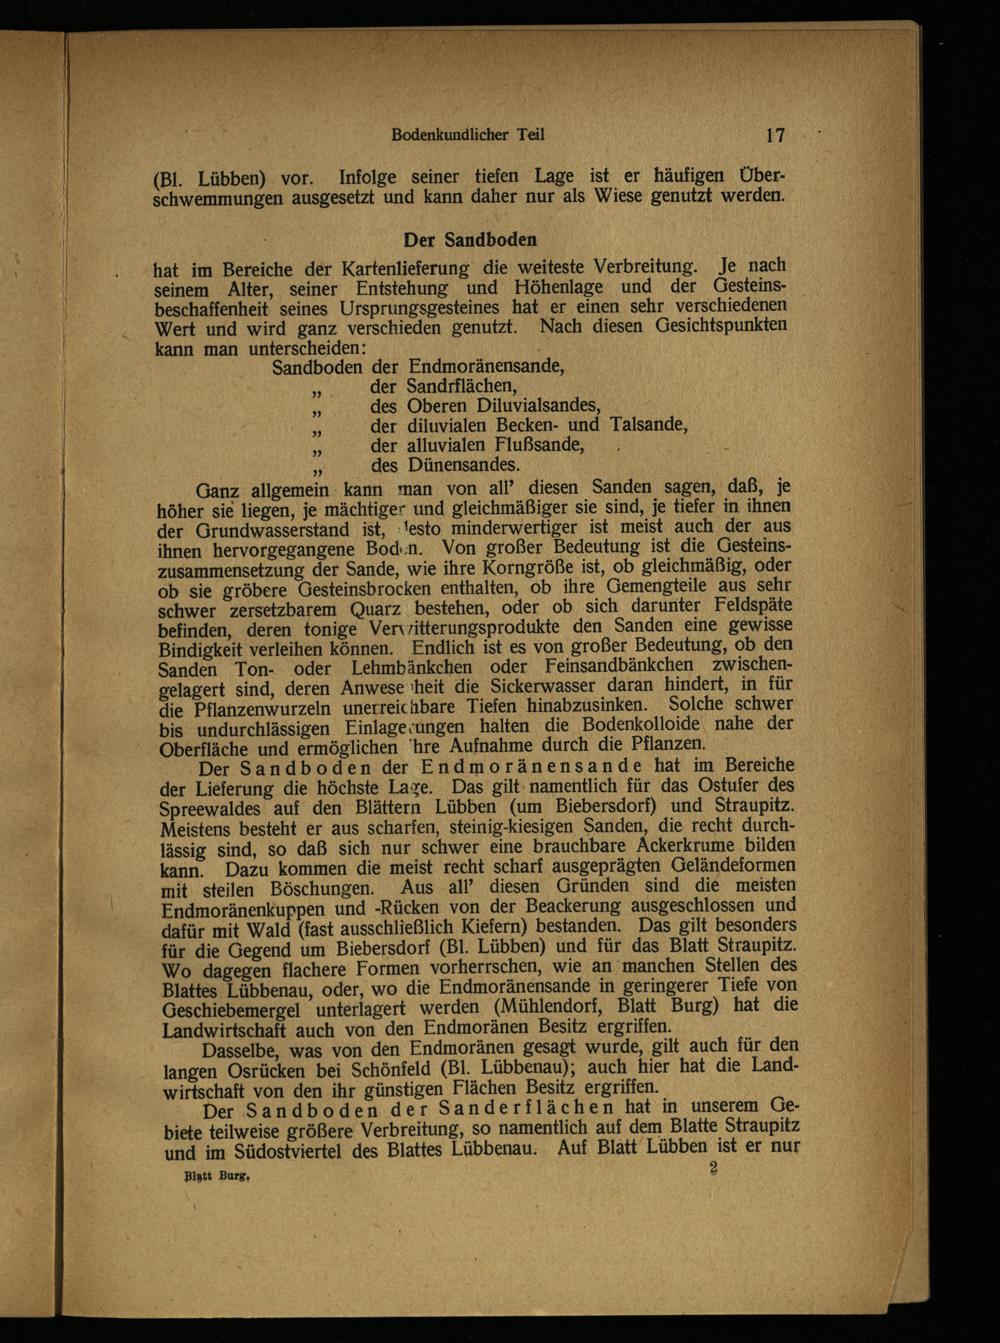 Bodenkundlicher Teil 17
(Bl. Lübben) vor. Infolge seiner tiefen Lage ist er häufigen Über-
schwemmungen ausgesetzt und kann daher nur als Wiese genutzt werden.
Der Sandboden
hat im Bereiche der Kartenlieferung die weiteste Verbreitung. Je nach
seinem Alter, seiner Entstehung und Höhenlage und der Gesteins-
beschaffenheit seines Ursprungsgesteines hat er einen sehr verschiedenen
Wert und wird ganz verschieden genutzt. Nach diesen Gesichtspunkten
kann man unterscheiden:
Sandboden der Endmoränensande,
„ der Sandrflächen,
„ des Oberen Diluvialsandes,
„ der diluvialen Becken- und Talsande,
„ der alluvialen Flußsande,
„ des Dünensandes.
Ganz allgemein kann man von all' diesen Sanden sagen, daß, je
höher sie liegen, je mächtiger und gleichmäßiger sie sind, je tiefer in ihnen
der Grundwasserstand ist, desto minderwertiger ist meist auch der aus
ihnen hervorgegangene Boden. Von großer Bedeutung ist die Gesteins-
zusammensetzung der Sande, wie ihre Korngröße ist, ob gleichmäßig, oder
ob sie gröbere Gesteinsbrocken enthalten, ob ihre Gemengteile aus sehr
schwer zersetzbarem Quarz bestehen, oder ob sich darunter Feldspäte
befinden, deren tonige Verwitterungsprodukte den Sanden eine gewisse
Bindigkeit verleihen können. Endlich ist es von großer Bedeutung, ob den
Sanden Ton- oder Lehmbänkchen oder Feinsandbänkchen zwischen-
gelagert sind, deren Anwesenheit die Sickerwasser daran hindert, in für
die Pflanzenwurzeln unerreichbare Tiefen hinabzusinken. Solche schwer
bis undurchlässigen Einlagerungen halten die Bodenkolloide nahe der
Oberfläche und ermöglichen ihre Aufnahme durch die Pflanzen.
Der Sandboden der Endmoränensande hat im Bereiche
der Lieferung die höchste Lage. Das gilt namentlich für das Ostufer des
Spreewaldes auf den Blättern Lübben (um Biebersdorf) und Straupitz.
Meistens besteht er aus scharfen, steinig-kiesigen Sanden, die recht durch-
lässig sind, so daß sich nur schwer eine brauchbare Ackerkrume bilden
kann. Dazu kommen die meist recht scharf ausgeprägten Geländeformen
mit steilen Böschungen. Aus all' diesen Gründen sind die meisten
Endmoränenkuppen und -Rücken von der Beackerung ausgeschlossen und
dafür mit Wald (fast ausschließlich Kiefern) bestanden. Das gilt besonders
für die Gegend um Biebersdorf (Bl. Lübben) und für das Blatt Straupitz.
Wo dagegen flachere Formen vorherrschen, wie an manchen Stellen des
Blattes Lübbenau, oder, wo die Endmoränensande in geringerer Tiefe von
Geschiebemergel unterlagert werden (Mühlendorf, Blatt Burg) hat die
Landwirtschaft auch von den Endmoränen Besitz ergriffen.
Dasselbe, was von den Endmoränen gesagt wurde, gilt auch für den
langen Osrücken bei Schönfeld (Bl. Lübbenau); auch hier hat die Land-
wirtschaft von den ihr günstigen Flächen Besitz ergriffen.
Der Sandboden der Sanderflächen hat in unserem Ge-
biete teilweise größere Verbreitung, so namentlich auf dem Blatte Straupitz
und im Südostviertel des Blattes Lübbenau. Auf Blatt Lübben ist er nur
Blatt Burg. 2